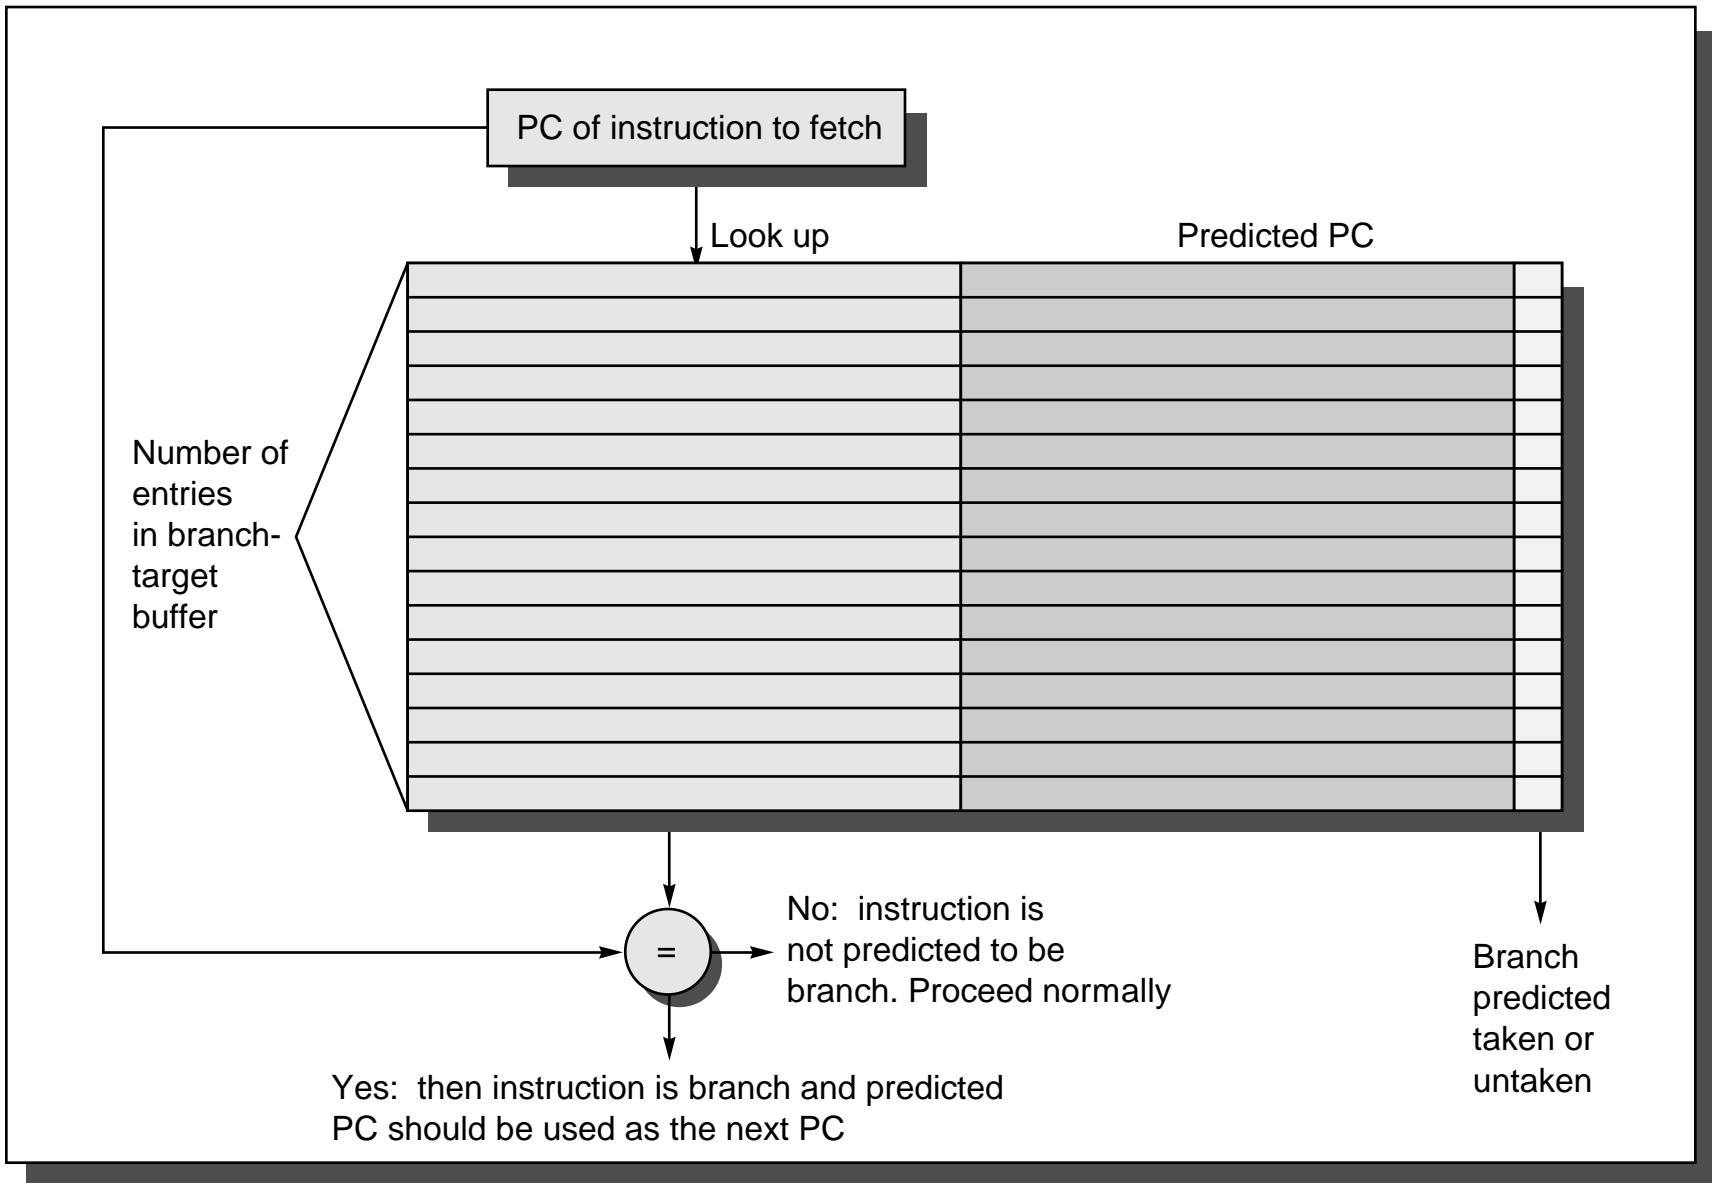 PC of instruction to fetch
Look up
Predicted PC
Number of
entries
in branch-
target
buffer
=
No:  instruction is
not predicted to be
branch. Proceed normally
Branch
predicted
taken or
untaken
Yes:  then instruction is branch and predicted
PC should be used as the next PC